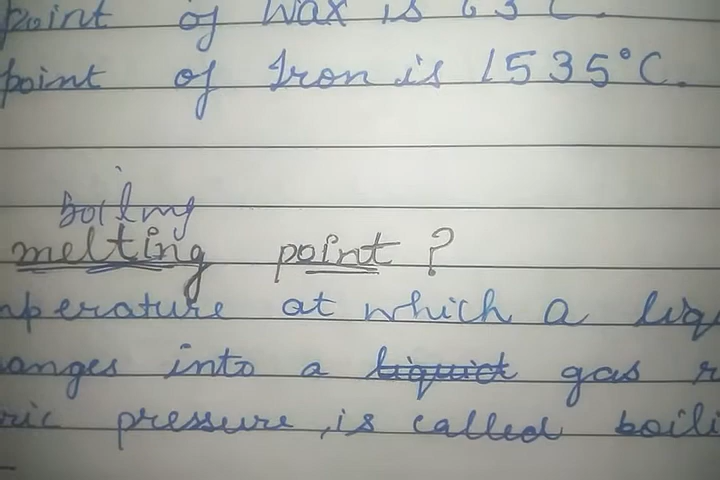 point of Wax is 63°C.
point of Iron is 1535°C.
boiling
melting point ?
perature at which a liqu
anges into a liquid gas
ric pressure, is called boili